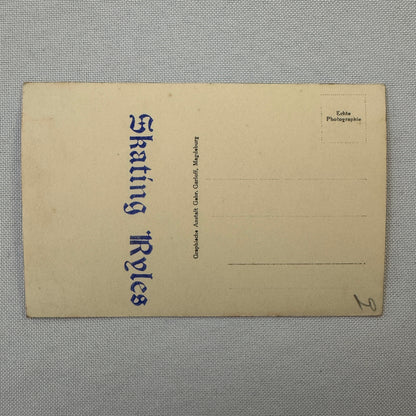 Skating Ryles
Graphische Anstalt Gebr. Garloff, Magdeburg
Echte
Photographie